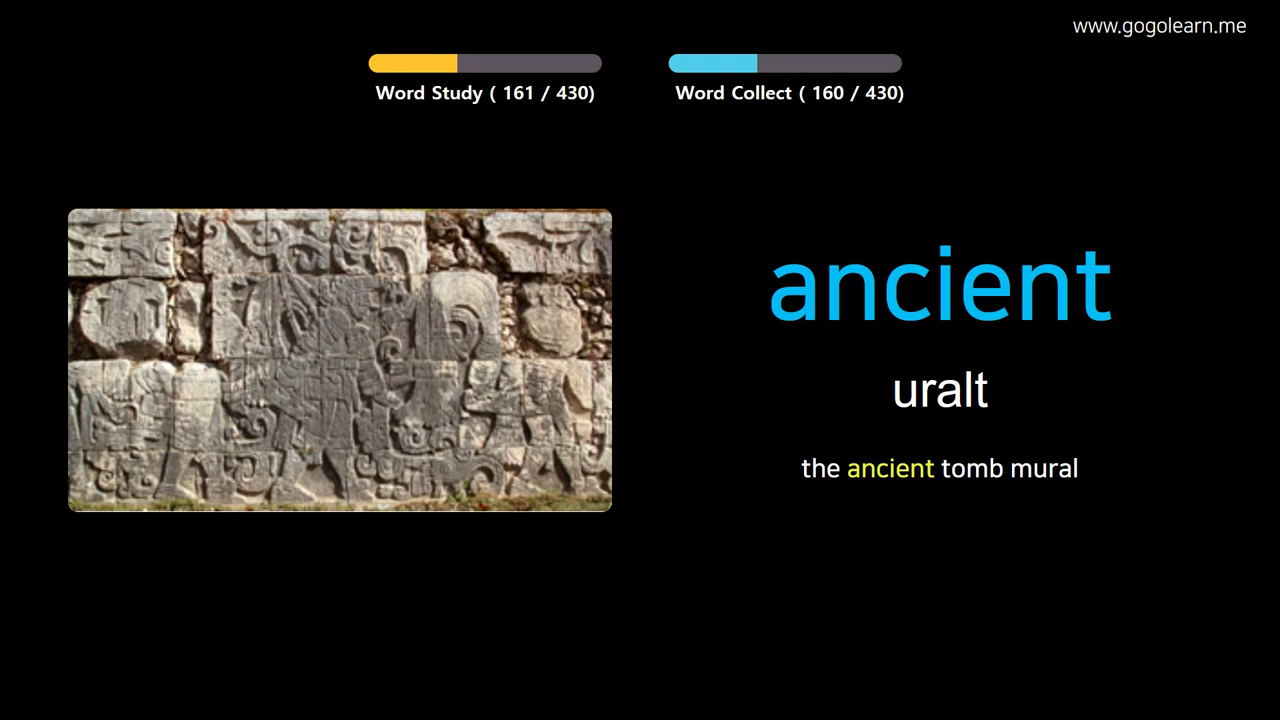 www.gogolearn.me
Word Study ( 161 / 430)
Word Collect ( 160 / 430)
ancient
uralt
the ancient tomb mural